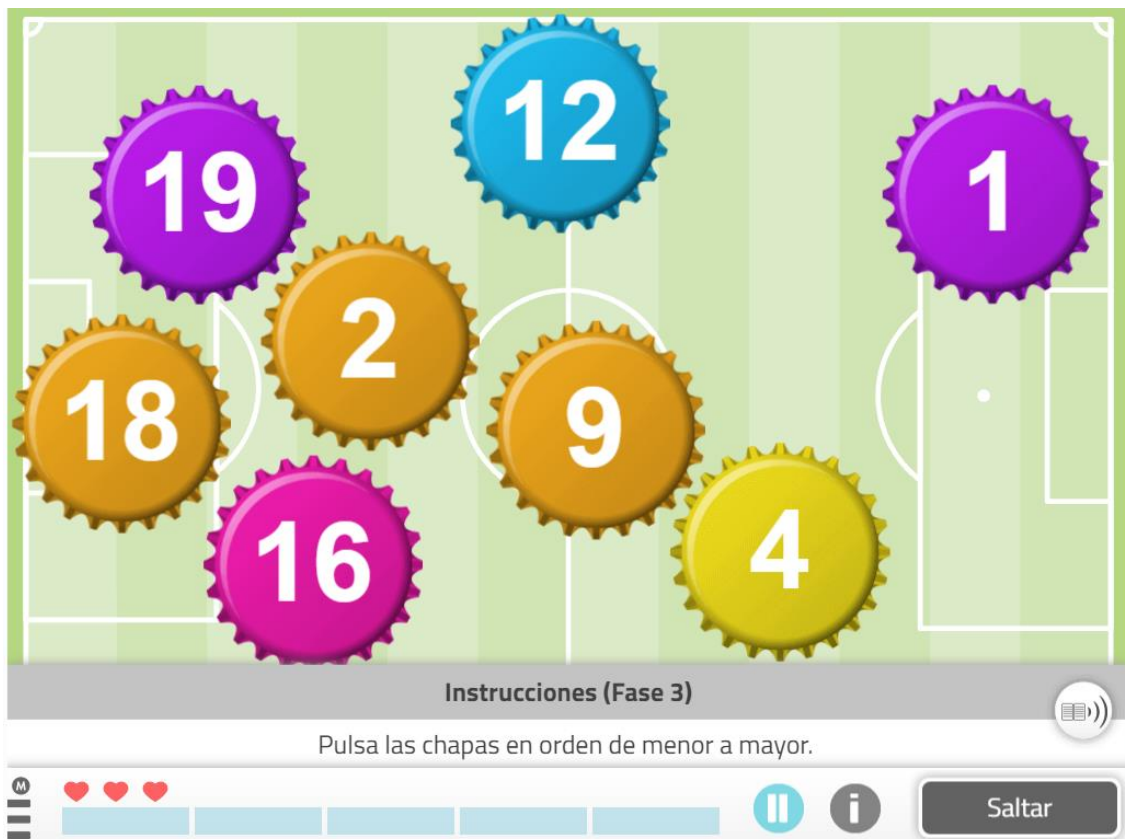 12
19
1
2
18
9
16
4
Instrucciones (Fase 3)
Pulsa las chapas en orden de menor a mayor.
M
Saltar